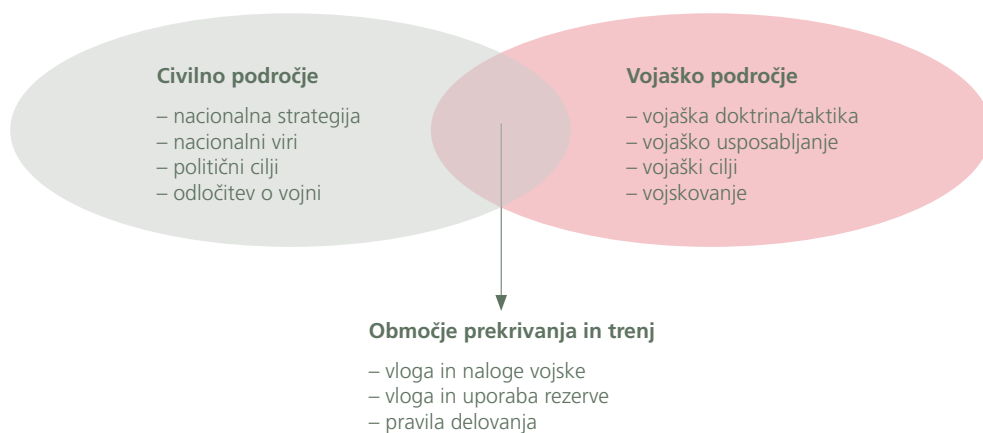 Civilno področje
– nacionalna strategija
– nacionalni viri
– politični cilji
– odločitev o vojni
Vojaško področje
– vojaška doktrina/taktika
– vojaško usposabljanje
– vojaški cilji
– vojskovanje
Območje prekrivanja in trenj
– vloga in naloge vojske
– vloga in uporaba rezerve
– pravila delovanja